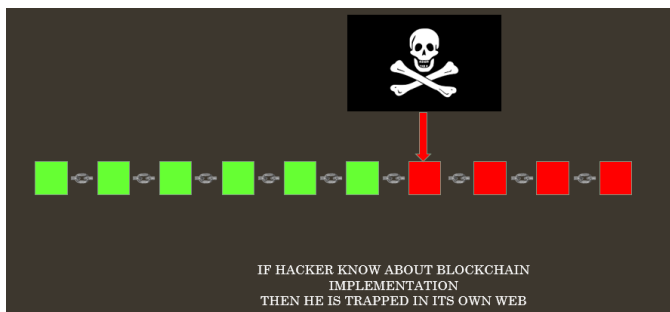 IF HACKER KNOW ABOUT BLOCKCHAIN
IMPLEMENTATION
THEN HE IS TRAPPED IN ITS OWN WEB